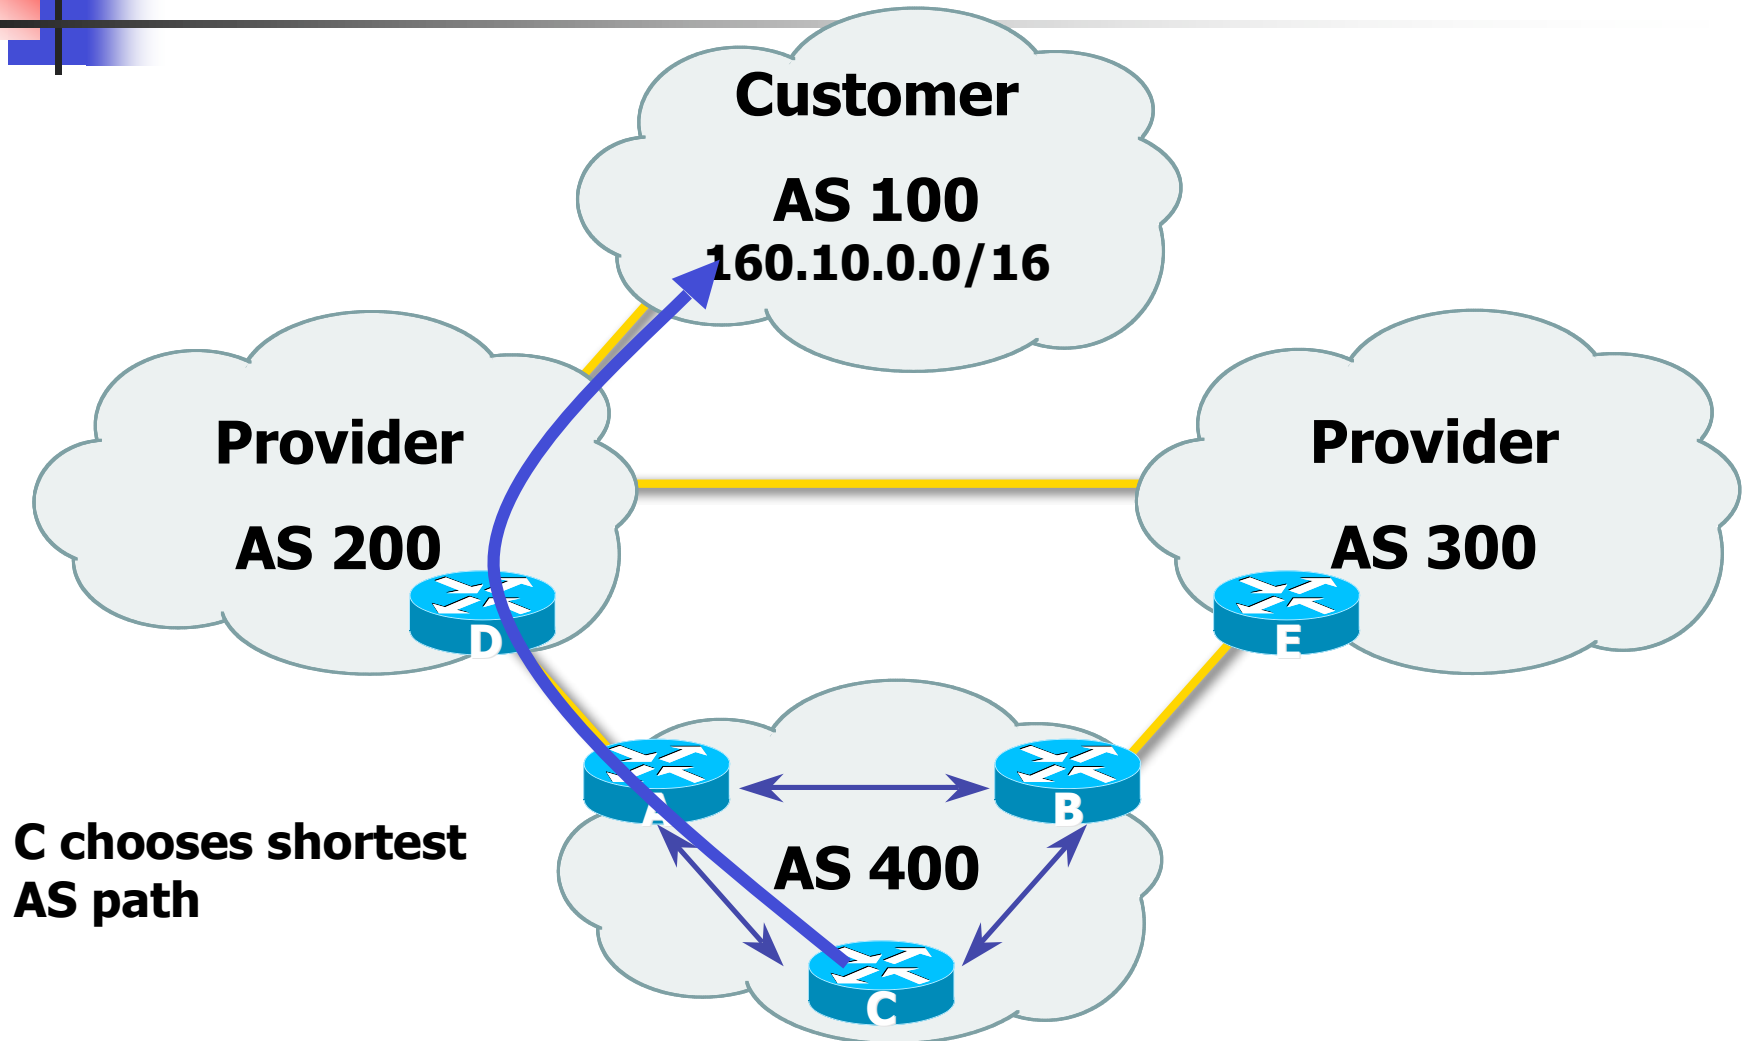 Customer
AS 100
160.10.0.0/16
Provider
AS 200
Provider
AS 300
D
E
A
B
AS 400
C chooses shortest
AS path
C